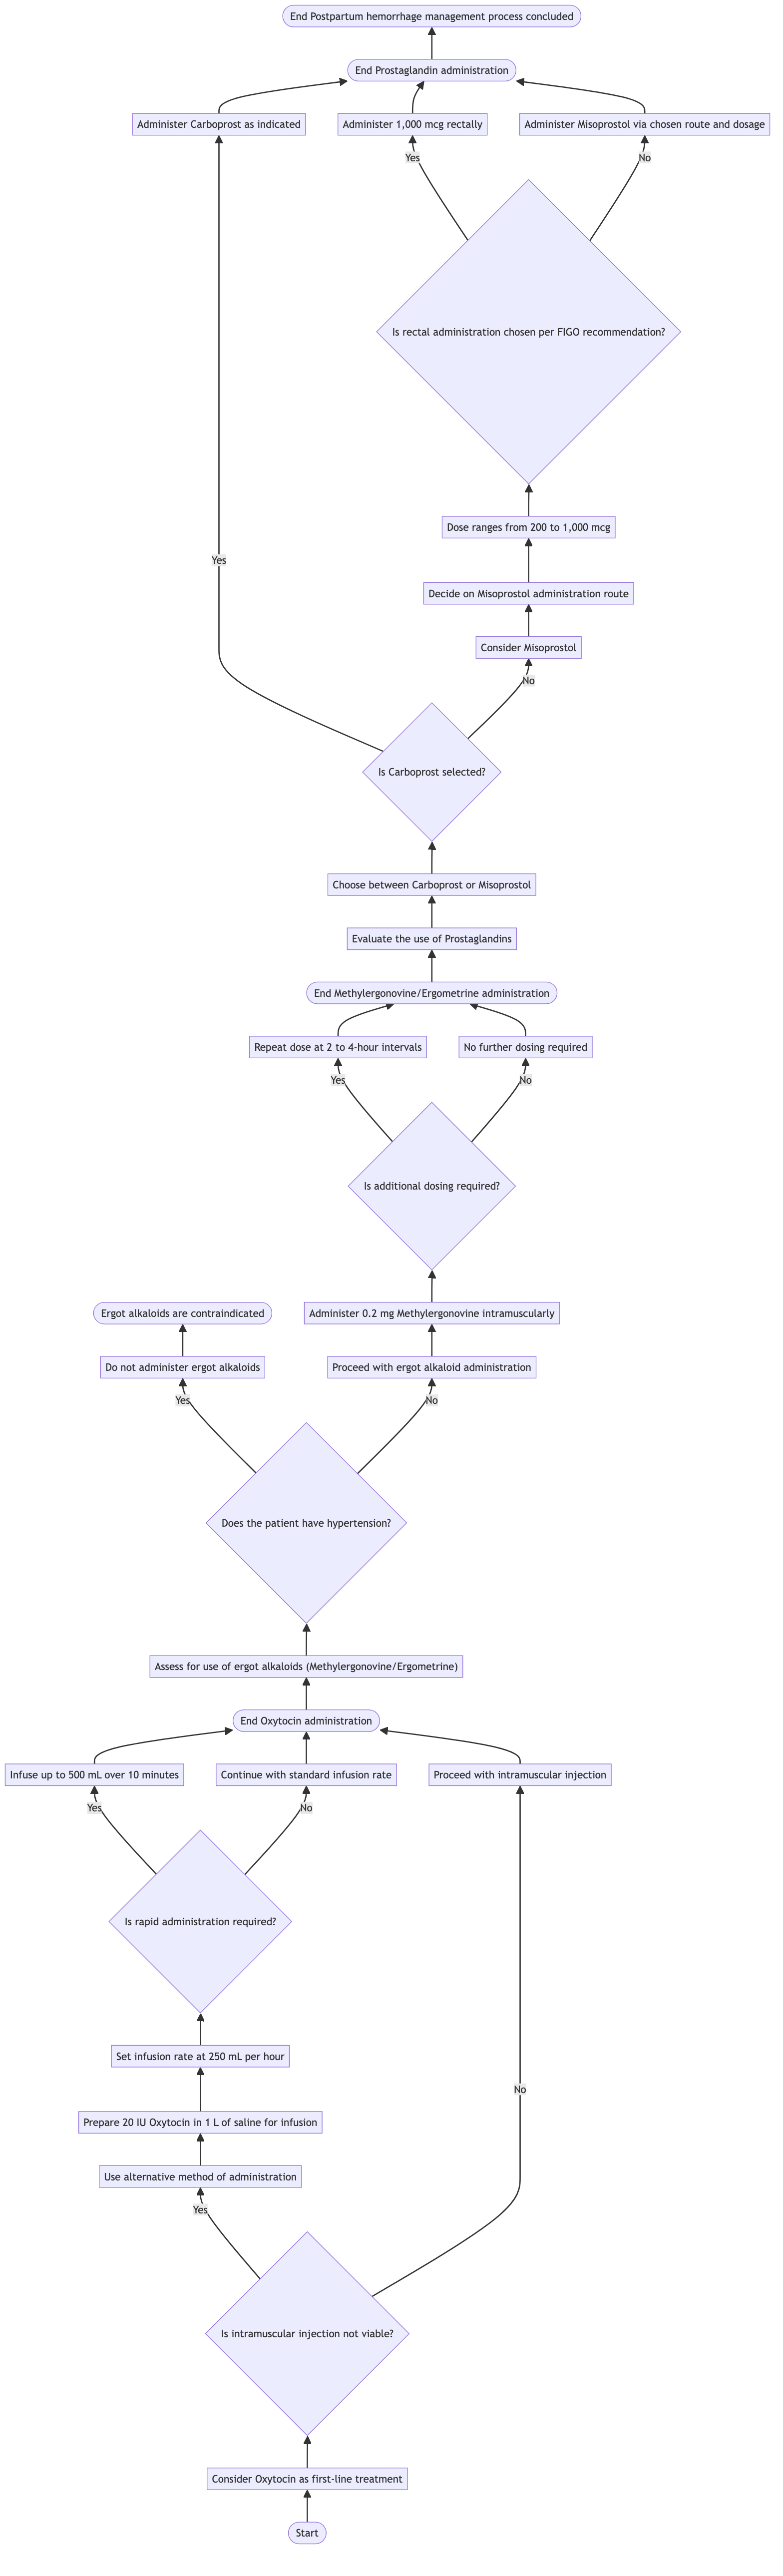 End Postpartum hemorrhage management process concluded
End Prostaglandin administration
Administer Carboprost as indicated
Administer 1,000 mcg rectally
Administer Misoprostol via chosen route and dosage
Yes
No
Is rectal administration chosen per FIGO recommendation?
Dose ranges from 200 to 1,000 mcg
Yes
Decide on Misoprostol administration route
Consider Misoprostol
No
Is Carboprost selected?
Choose between Carboprost or Misoprostol
Evaluate the use of Prostaglandins
End Methylergonovine/Ergometrine administration
Repeat dose at 2 to 4-hour intervals
No further dosing required
Yes
No
Is additional dosing required?
Ergot alkaloids are contraindicated
Administer 0.2 mg Methylergonovine intramuscularly
Do not administer ergot alkaloids
Proceed with ergot alkaloid administration
Yes
No
Does the patient have hypertension?
Assess for use of ergot alkaloids (Methylergonovine/Ergometrine)
End Oxytocin administration
Infuse up to 500 mL over 10 minutes
Continue with standard infusion rate
Proceed with intramuscular injection
Yes
No
Is rapid administration required?
Set infusion rate at 250 mL per hour
No
Prepare 20 IU Oxytocin in 1 L of saline for infusion
Use alternative method of administration
Yes
Is intramuscular injection not viable?
Consider Oxytocin as first-line treatment
Start